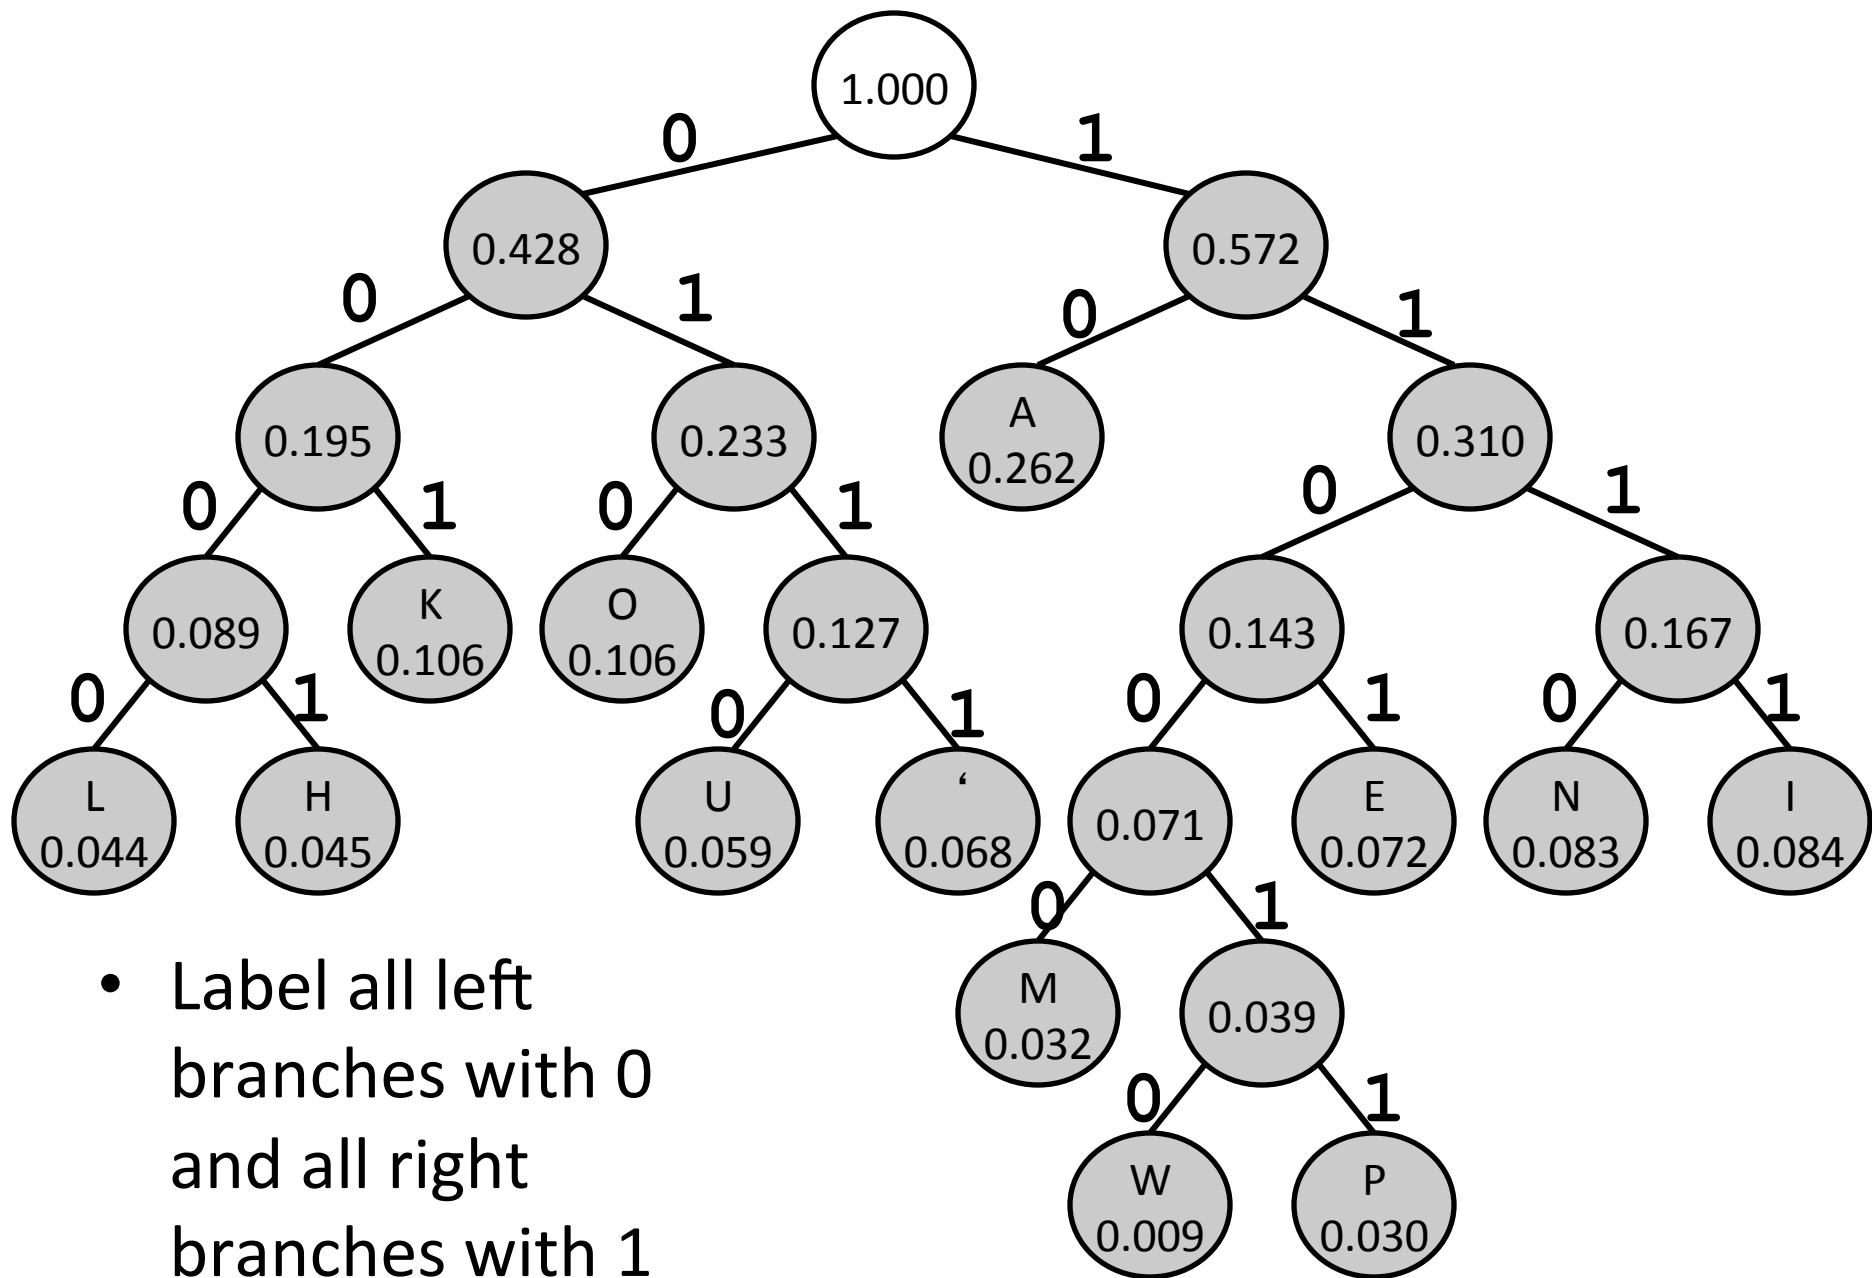 1.000
0 1
0.428 0.572
0 1 0 1
0.195 0.233 A 0.310
0.262
0 1 0 1 0 1
0.089 K O 0.127 0.143 0.167
0.106 0.106
0 1 0 1 0 1 0 1
L H U ‘ 0.071 E N I
0.044 0.045 0.059 0.068 0.072 0.083 0.084
0 1
M 0.039
0.032
0 1
W P
0.009 0.030
• Label all left
branches with 0
and all right
branches with 1